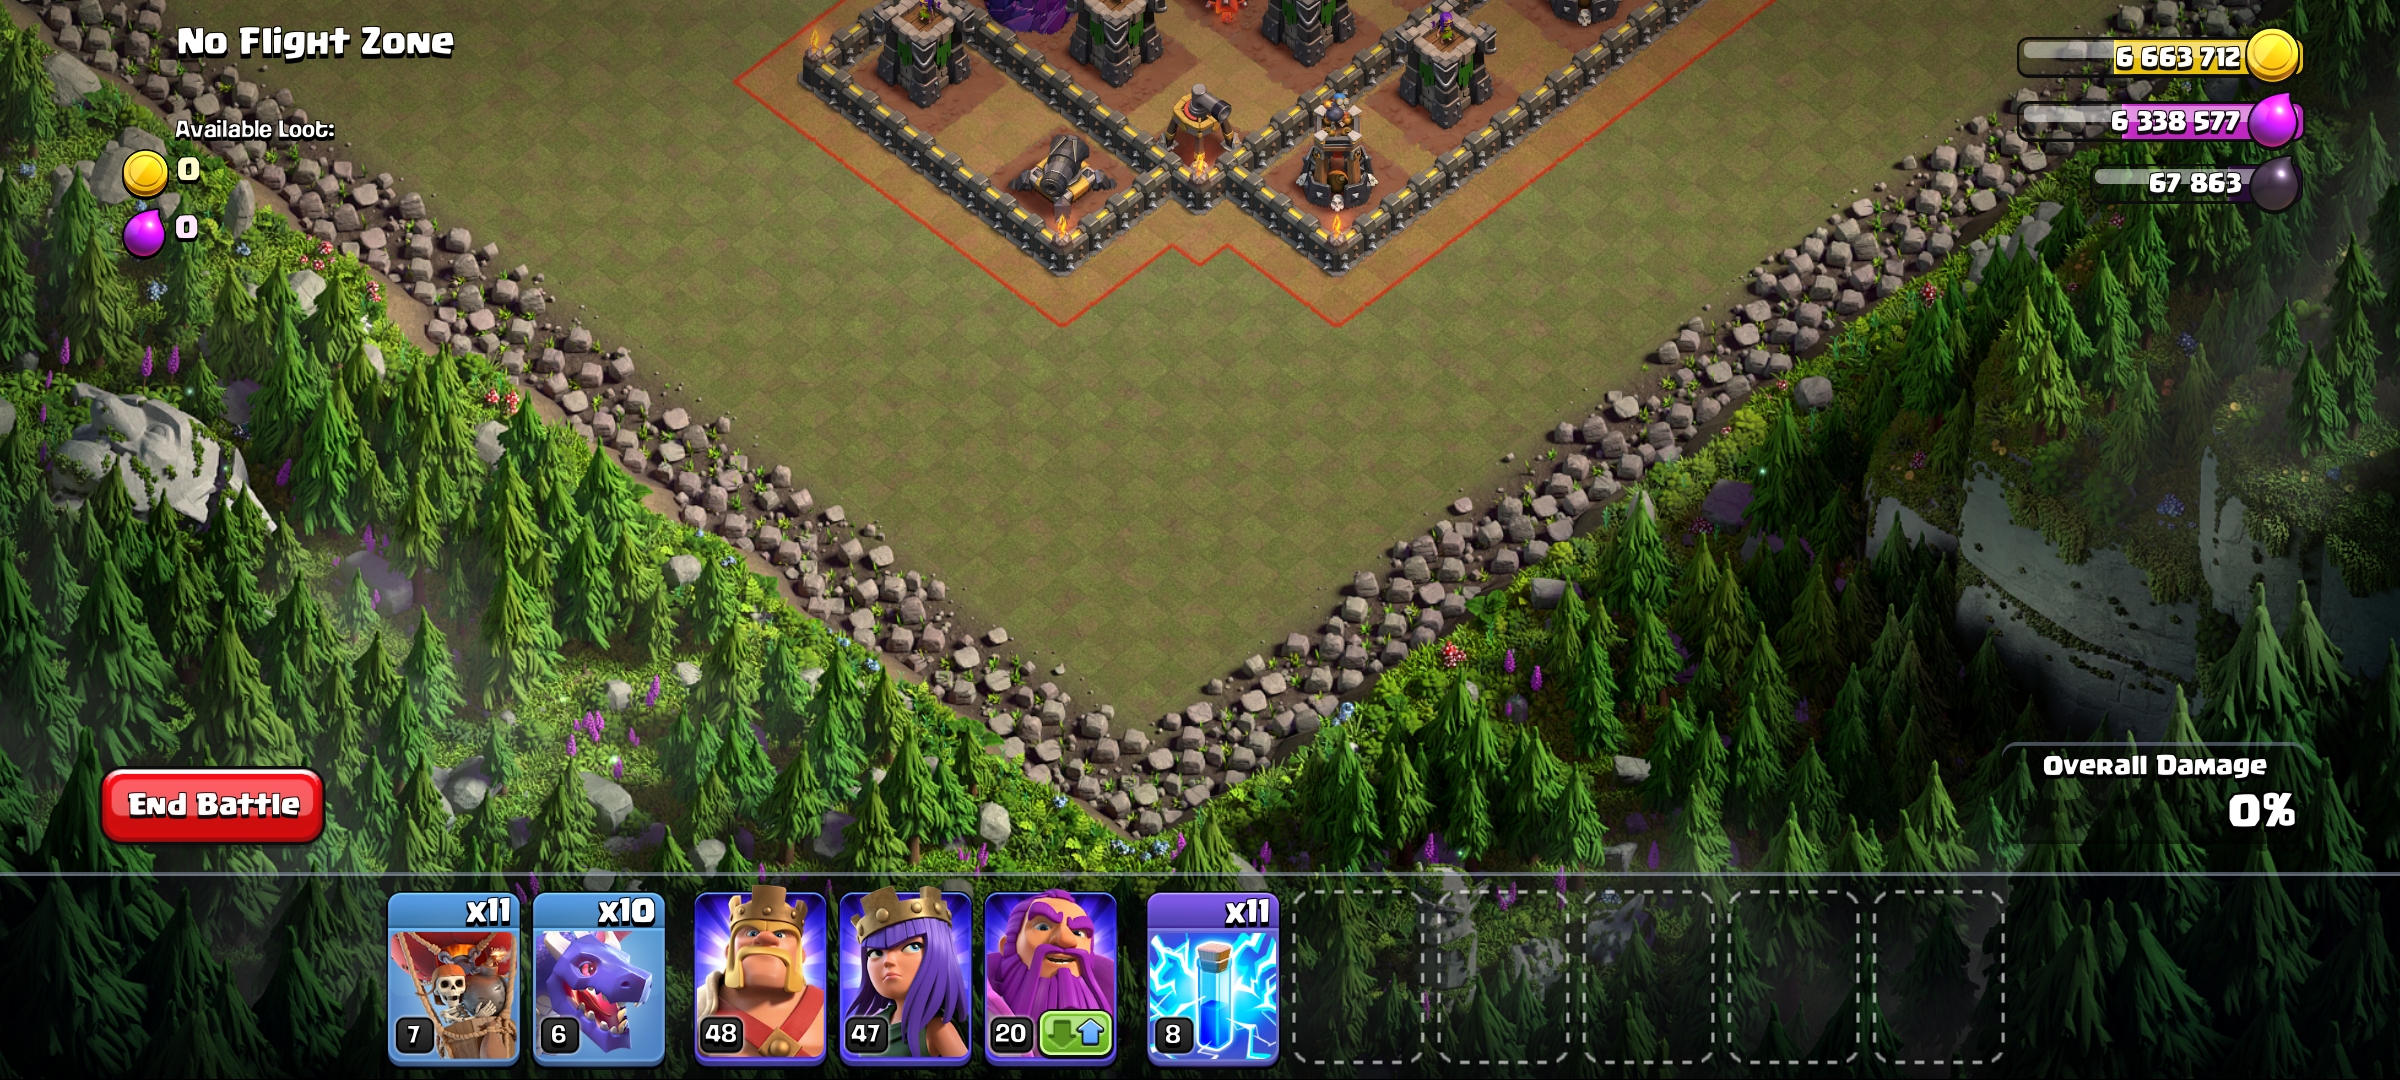 No Flight Zone
Available Loot:
0
0
6 663 712
6 338 577
67 863
End Battle
Overall Damage
0%
x11
x10
x11
7
6
48
47
20
8